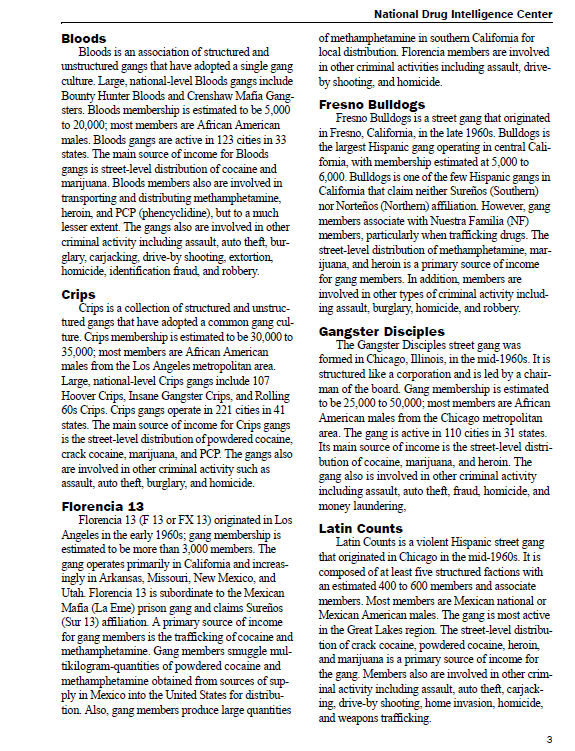 National Drug Intelligence Center
Bloods
Bloods is an association of structured and
unstructured gangs that have adopted a single gang
culture. Large, national-level Bloods gangs include
Bounty Hunter Bloods and Crenshaw Mafia Gang-
sters. Bloods membership is estimated to be 5,000
to 20,000; most members are African American
males. Bloods gangs are active in 123 cities in 33
states. The main source of income for Bloods
gangs is street-level distribution of cocaine and
marijuana. Bloods members also are involved in
transporting and distributing methamphetamine,
heroin, and PCP (phencyclidine), but to a much
lesser extent. The gangs also are involved in other
criminal activity including assault, auto theft, bur-
glary, carjacking, drive-by shooting, extortion,
homicide, identification fraud, and robbery.
Crips
Crips is a collection of structured and unstruc-
tured gangs that have adopted a common gang cul-
ture. Crips membership is estimated to be 30,000 to
35,000; most members are African American
males from the Los Angeles metropolitan area.
Large, national-level Crips gangs include 107
Hoover Crips, Insane Gangster Crips, and Rolling
60s Crips. Crips gangs operate in 221 cities in 41
states. The main source of income for Crips gangs
is the street-level distribution of powdered cocaine,
crack cocaine, marijuana, and PCP. The gangs also
are involved in other criminal activity such as
assault, auto theft, burglary, and homicide.
Florencia 13
Florencia 13 (F 13 or FX 13) originated in Los
Angeles in the early 1960s; gang membership is
estimated to be more than 3,000 members. The
gang operates primarily in California and increas-
ingly in Arkansas, Missouri, New Mexico, and
Utah. Florencia 13 is subordinate to the Mexican
Mafia (La Eme) prison gang and claims Sureños
(Sur 13) affiliation. A primary source of income
for gang members is the trafficking of cocaine and
methamphetamine. Gang members smuggle mul-
tikilogram-quantities of powdered cocaine and
methamphetamine obtained from sources of sup-
ply in Mexico into the United States for distribu-
tion. Also, gang members produce large quantities
of methamphetamine in southern California for
local distribution. Florencia members are involved
in other criminal activities including assault, drive-
by shooting, and homicide.
Fresno Bulldogs
Fresno Bulldogs is a street gang that originated
in Fresno, California, in the late 1960s. Bulldogs is
the largest Hispanic gang operating in central Cali-
fornia, with membership estimated at 5,000 to
6,000. Bulldogs is one of the few Hispanic gangs in
California that claim neither Sureños (Southern)
nor Norteños (Northern) affiliation. However, gang
members associate with Nuestra Familia (NF)
members, particularly when trafficking drugs. The
street-level distribution of methamphetamine, mar-
ijuana, and heroin is a primary source of income
for gang members. In addition, members are
involved in other types of criminal activity includ-
ing assault, burglary, homicide, and robbery.
Gangster Disciples
The Gangster Disciples street gang was
formed in Chicago, Illinois, in the mid-1960s. It is
structured like a corporation and is led by a chair-
man of the board. Gang membership is estimated
to be 25,000 to 50,000; most members are African
American males from the Chicago metropolitan
area. The gang is active in 110 cities in 31 states.
Its main source of income is the street-level distri-
bution of cocaine, marijuana, and heroin. The
gang also is involved in other criminal activity
including assault, auto theft, fraud, homicide, and
money laundering,
Latin Counts
Latin Counts is a violent Hispanic street gang
that originated in Chicago in the mid-1960s. It is
composed of at least five structured factions with
an estimated 400 to 600 members and associate
members. Most members are Mexican national or
Mexican American males. The gang is most active
in the Great Lakes region. The street-level distribu-
tion of crack cocaine, powdered cocaine, heroin,
and marijuana is a primary source of income for
the gang. Members also are involved in other crim-
inal activity including assault, auto theft, carjack-
ing, drive-by shooting, home invasion, homicide,
and weapons trafficking.
3